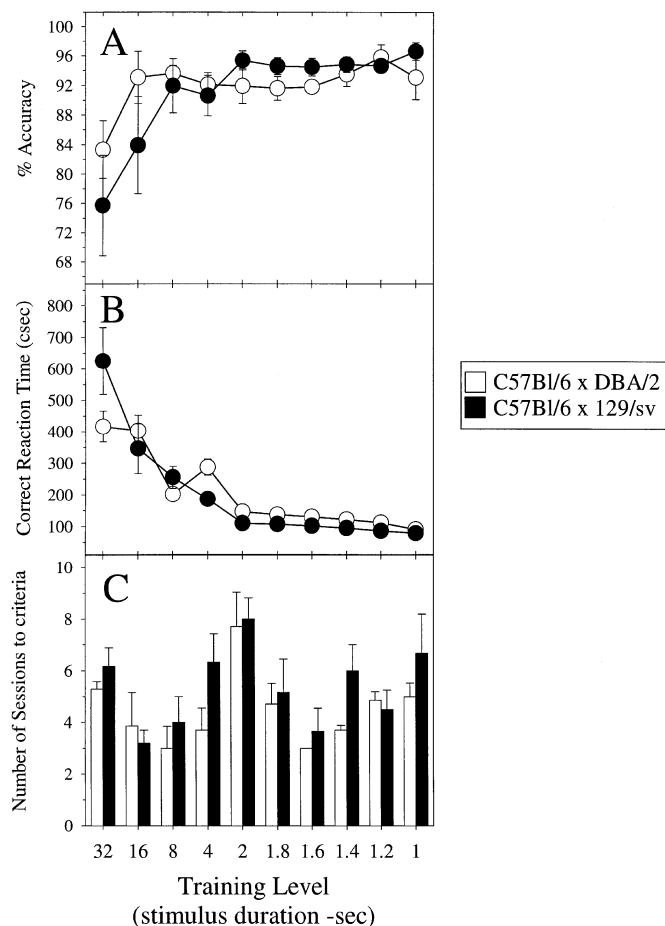 A
% Accuracy
100
96
92
88
84
80
76
72
68
B
Correct Reaction Time (csec)
800
700
600
500
400
300
200
100
C57Bl/6 x DBA/2
C57Bl/6 x 129/sv
C
Number of Sessions to criteria
10
8
6
4
2
0
32 16 8 4 2 1.8 1.6 1.4 1.2 1
Training Level
(stimulus duration -sec)